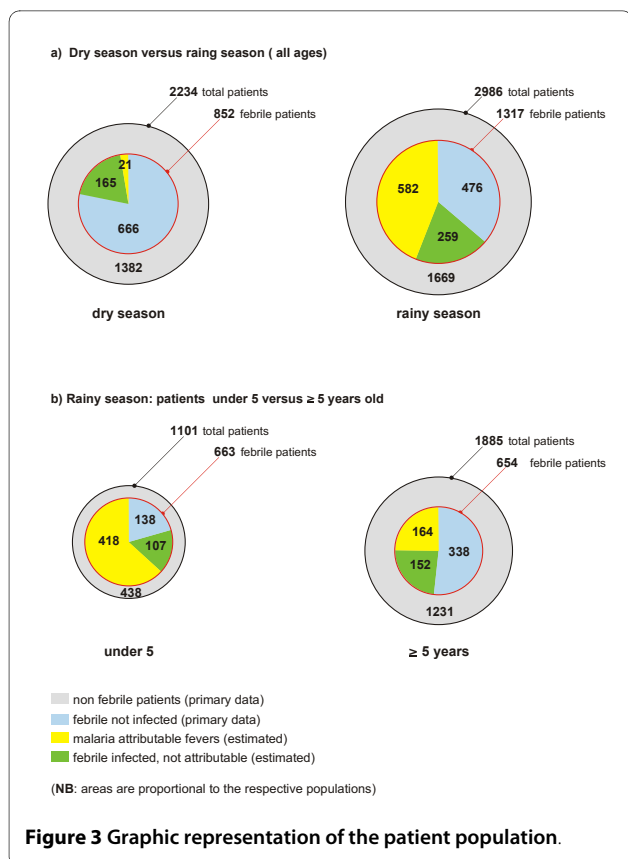 a) Dry season versus raing season ( all ages)
2234 total patients
852 febrile patients
21
165
666
1382
dry season
2986 total patients
1317 febrile patients
582
476
259
1669
rainy season
b) Rainy season: patients under 5 versus ≥ 5 years old
1101 total patients
663 febrile patients
138
418
107
438
under 5
1885 total patients
654 febrile patients
164
338
152
1231
≥ 5 years
non febrile patients (primary data)
febrile not infected (primary data)
malaria attributable fevers (estimated)
febrile infected, not attributable (estimated)
(NB: areas are proportional to the respective populations)
Figure 3 Graphic representation of the patient population.